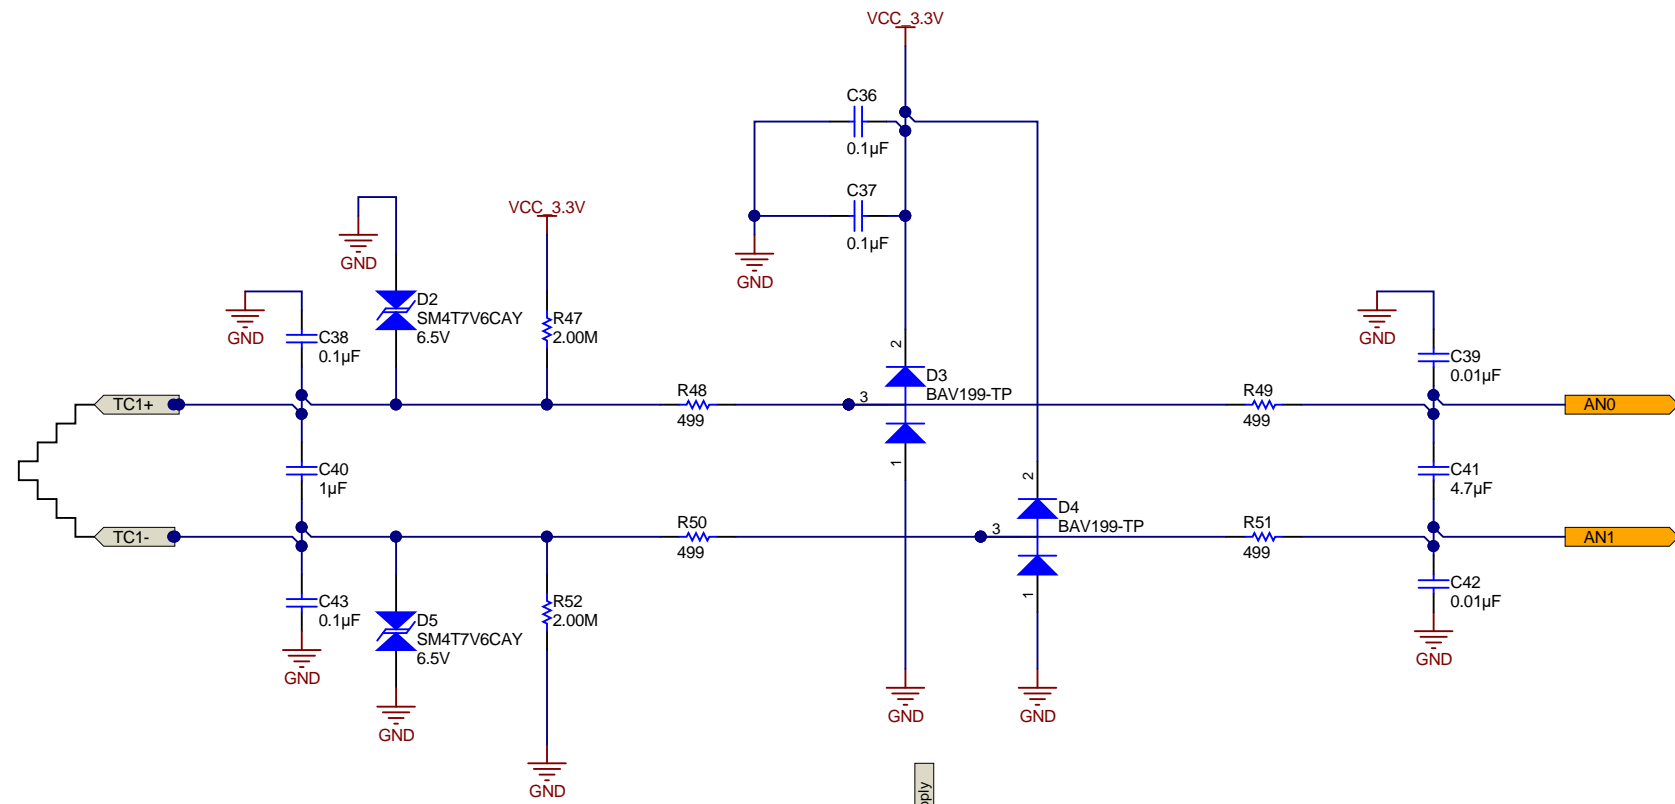 VCC_3.3V
C36
0.1µF
C37
0.1µF
GND
VCC_3.3V
GND
D2
SM4T7V6CAY
6.5V
R47
2.00M
GND
C38
0.1µF
GND
C39
0.01µF
2
D3
BAV199-TP
3
1
TC1+
R48
499
R49
499
AN0
C40
1µF
C41
4.7µF
2
D4
BAV199-TP
3
1
TC1-
R50
499
R51
499
AN1
C43
0.1µF
GND
D5
SM4T7V6CAY
6.5V
GND
R52
2.00M
GND
C42
0.01µF
GND
GND
GND